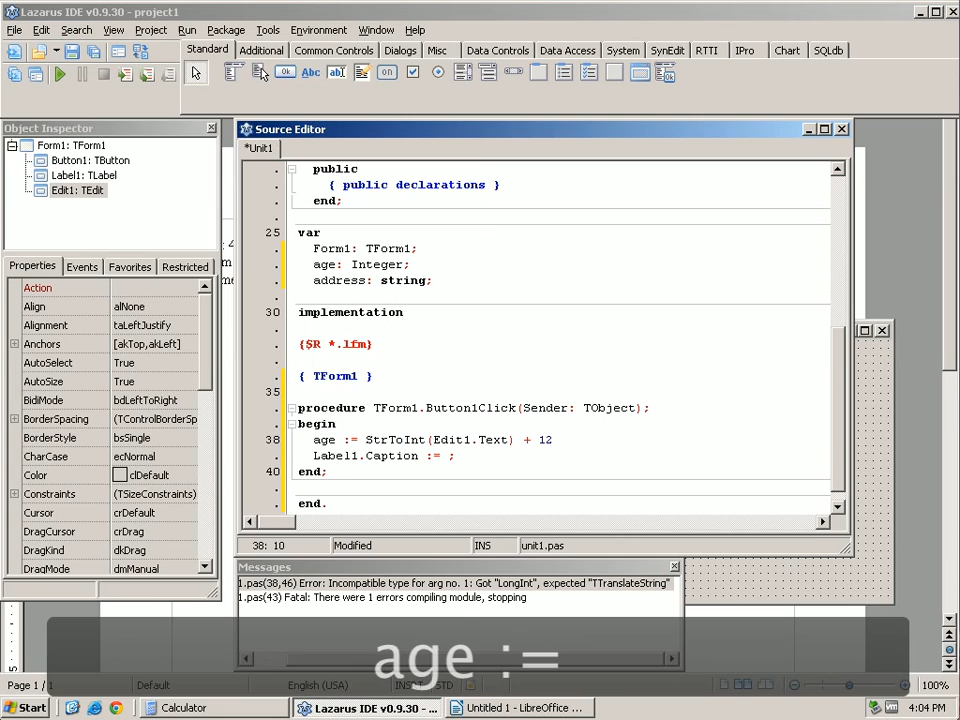 Lazarus IDE v0.9.30 - project1
File Edit Search View Project Run Package Tools Environment Window Help
Standard Additional Common Controls Dialogs Misc Data Controls Data Access System SynEdit RTTI IPro Chart SQLdb
Ok Abc ab on
Object Inspector
Form1: TForm1
Button1: TButton
Label1: TLabel
Edit1: TEdit
Properties Events Favorites Restricted
Action
Align alNone
Alignment taLeftJustify
Anchors [akTop,akLeft]
AutoSelect True
AutoSize True
BidiMode bdLeftToRight
BorderSpacing (TControlBorderSp
BorderStyle bsSingle
CharCase ecNormal
Color clDefault
Constraints (TSizeConstraints)
Cursor crDefault
DragCursor crDrag
DragKind dkDrag
DragMode dmManual
Source Editor
*Unit1
public
{ public declarations }
end;
25 var
Form1: TForm1;
age: Integer;
address: string;
30 implementation
{$R *.lfm}
{ TForm1 }
35
procedure TForm1.Button1Click(Sender: TObject);
begin
38 age := StrToInt(Edit1.Text) + 12
Label1.Caption := ;
40 end;
end.
38: 10 Modified INS unit1.pas
Messages
1.pas(38,46) Error: Incompatible type for arg no. 1: Got "LongInt", expected "TTranslateString"
1.pas(43) Fatal: There were 1 errors compiling module, stopping
age :=
Page 1 / Default English (USA) INSRT STD 100%
Start Calculator Lazarus IDE v0.9.30 - ... Untitled 1 - LibreOffice ... 4:04 PM